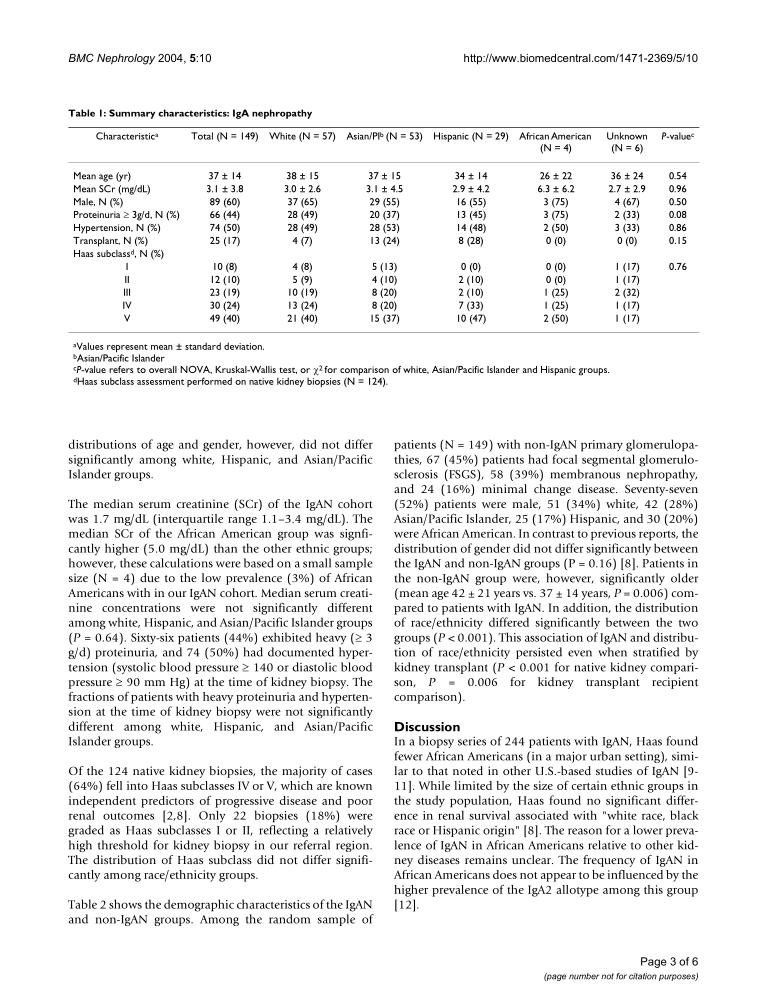 BMC Nephrology 2004, 5:10
http://www.biomedcentral.com/1471-2369/5/10
Table 1: Summary characteristics: IgA nephropathy
Characteristicᵃ Total (N = 149) White (N = 57) Asian/PIᵇ (N = 53) Hispanic (N = 29) African American (N = 4) Unknown (N = 6) P-valueᶜ
Mean age (yr) 37 ± 14 38 ± 15 37 ± 15 34 ± 14 26 ± 22 36 ± 24 0.54
Mean SCr (mg/dL) 3.1 ± 3.8 3.0 ± 2.6 3.1 ± 4.5 2.9 ± 4.2 6.3 ± 6.2 2.7 ± 2.9 0.96
Male, N (%) 89 (60) 37 (65) 29 (55) 16 (55) 3 (75) 4 (67) 0.50
Proteinuria ≥ 3g/d, N (%) 66 (44) 28 (49) 20 (37) 13 (45) 3 (75) 2 (33) 0.08
Hypertension, N (%) 74 (50) 28 (49) 28 (53) 14 (48) 2 (50) 3 (33) 0.86
Transplant, N (%) 25 (17) 4 (7) 13 (24) 8 (28) 0 (0) 0 (0) 0.15
Haas subclassᵈ, N (%)
I 10 (8) 4 (8) 5 (13) 0 (0) 0 (0) 1 (17) 0.76
II 12 (10) 5 (9) 4 (10) 2 (10) 0 (0) 1 (17)
III 23 (19) 10 (19) 8 (20) 2 (10) 1 (25) 2 (32)
IV 30 (24) 13 (24) 8 (20) 7 (33) 1 (25) 1 (17)
V 49 (40) 21 (40) 15 (37) 10 (47) 2 (50) 1 (17)
ᵃValues represent mean ± standard deviation.
ᵇAsian/Pacific Islander
ᶜP-value refers to overall NOVA, Kruskal-Wallis test, or χ² for comparison of white, Asian/Pacific Islander and Hispanic groups.
ᵈHaas subclass assessment performed on native kidney biopsies (N = 124).
distributions of age and gender, however, did not differ
significantly among white, Hispanic, and Asian/Pacific
Islander groups.
The median serum creatinine (SCr) of the IgAN cohort
was 1.7 mg/dL (interquartile range 1.1–3.4 mg/dL). The
median SCr of the African American group was signfi-
cantly higher (5.0 mg/dL) than the other ethnic groups;
however, these calculations were based on a small sample
size (N = 4) due to the low prevalence (3%) of African
Americans with in our IgAN cohort. Median serum creati-
nine concentrations were not significantly different
among white, Hispanic, and Asian/Pacific Islander groups
(P = 0.64). Sixty-six patients (44%) exhibited heavy (≥ 3
g/d) proteinuria, and 74 (50%) had documented hyper-
tension (systolic blood pressure ≥ 140 or diastolic blood
pressure ≥ 90 mm Hg) at the time of kidney biopsy. The
fractions of patients with heavy proteinuria and hyperten-
sion at the time of kidney biopsy were not significantly
different among white, Hispanic, and Asian/Pacific
Islander groups.
Of the 124 native kidney biopsies, the majority of cases
(64%) fell into Haas subclasses IV or V, which are known
independent predictors of progressive disease and poor
renal outcomes [2,8]. Only 22 biopsies (18%) were
graded as Haas subclasses I or II, reflecting a relatively
high threshold for kidney biopsy in our referral region.
The distribution of Haas subclass did not differ signifi-
cantly among race/ethnicity groups.
Table 2 shows the demographic characteristics of the IgAN
and non-IgAN groups. Among the random sample of
patients (N = 149) with non-IgAN primary glomerulopa-
thies, 67 (45%) patients had focal segmental glomerulo-
sclerosis (FSGS), 58 (39%) membranous nephropathy,
and 24 (16%) minimal change disease. Seventy-seven
(52%) patients were male, 51 (34%) white, 42 (28%)
Asian/Pacific Islander, 25 (17%) Hispanic, and 30 (20%)
were African American. In contrast to previous reports, the
distribution of gender did not differ significantly between
the IgAN and non-IgAN groups (P = 0.16) [8]. Patients in
the non-IgAN group were, however, significantly older
(mean age 42 ± 21 years vs. 37 ± 14 years, P = 0.006) com-
pared to patients with IgAN. In addition, the distribution
of race/ethnicity differed significantly between the two
groups (P < 0.001). This association of IgAN and distribu-
tion of race/ethnicity persisted even when stratified by
kidney transplant (P < 0.001 for native kidney compari-
son, P = 0.006 for kidney transplant recipient
comparison).
Discussion
In a biopsy series of 244 patients with IgAN, Haas found
fewer African Americans (in a major urban setting), simi-
lar to that noted in other U.S.-based studies of IgAN [9-
11]. While limited by the size of certain ethnic groups in
the study population, Haas found no significant differ-
ence in renal survival associated with "white race, black
race or Hispanic origin" [8]. The reason for a lower preva-
lence of IgAN in African Americans relative to other kid-
ney diseases remains unclear. The frequency of IgAN in
African Americans does not appear to be influenced by the
higher prevalence of the IgA2 allotype among this group
[12].
Page 3 of 6
(page number not for citation purposes)